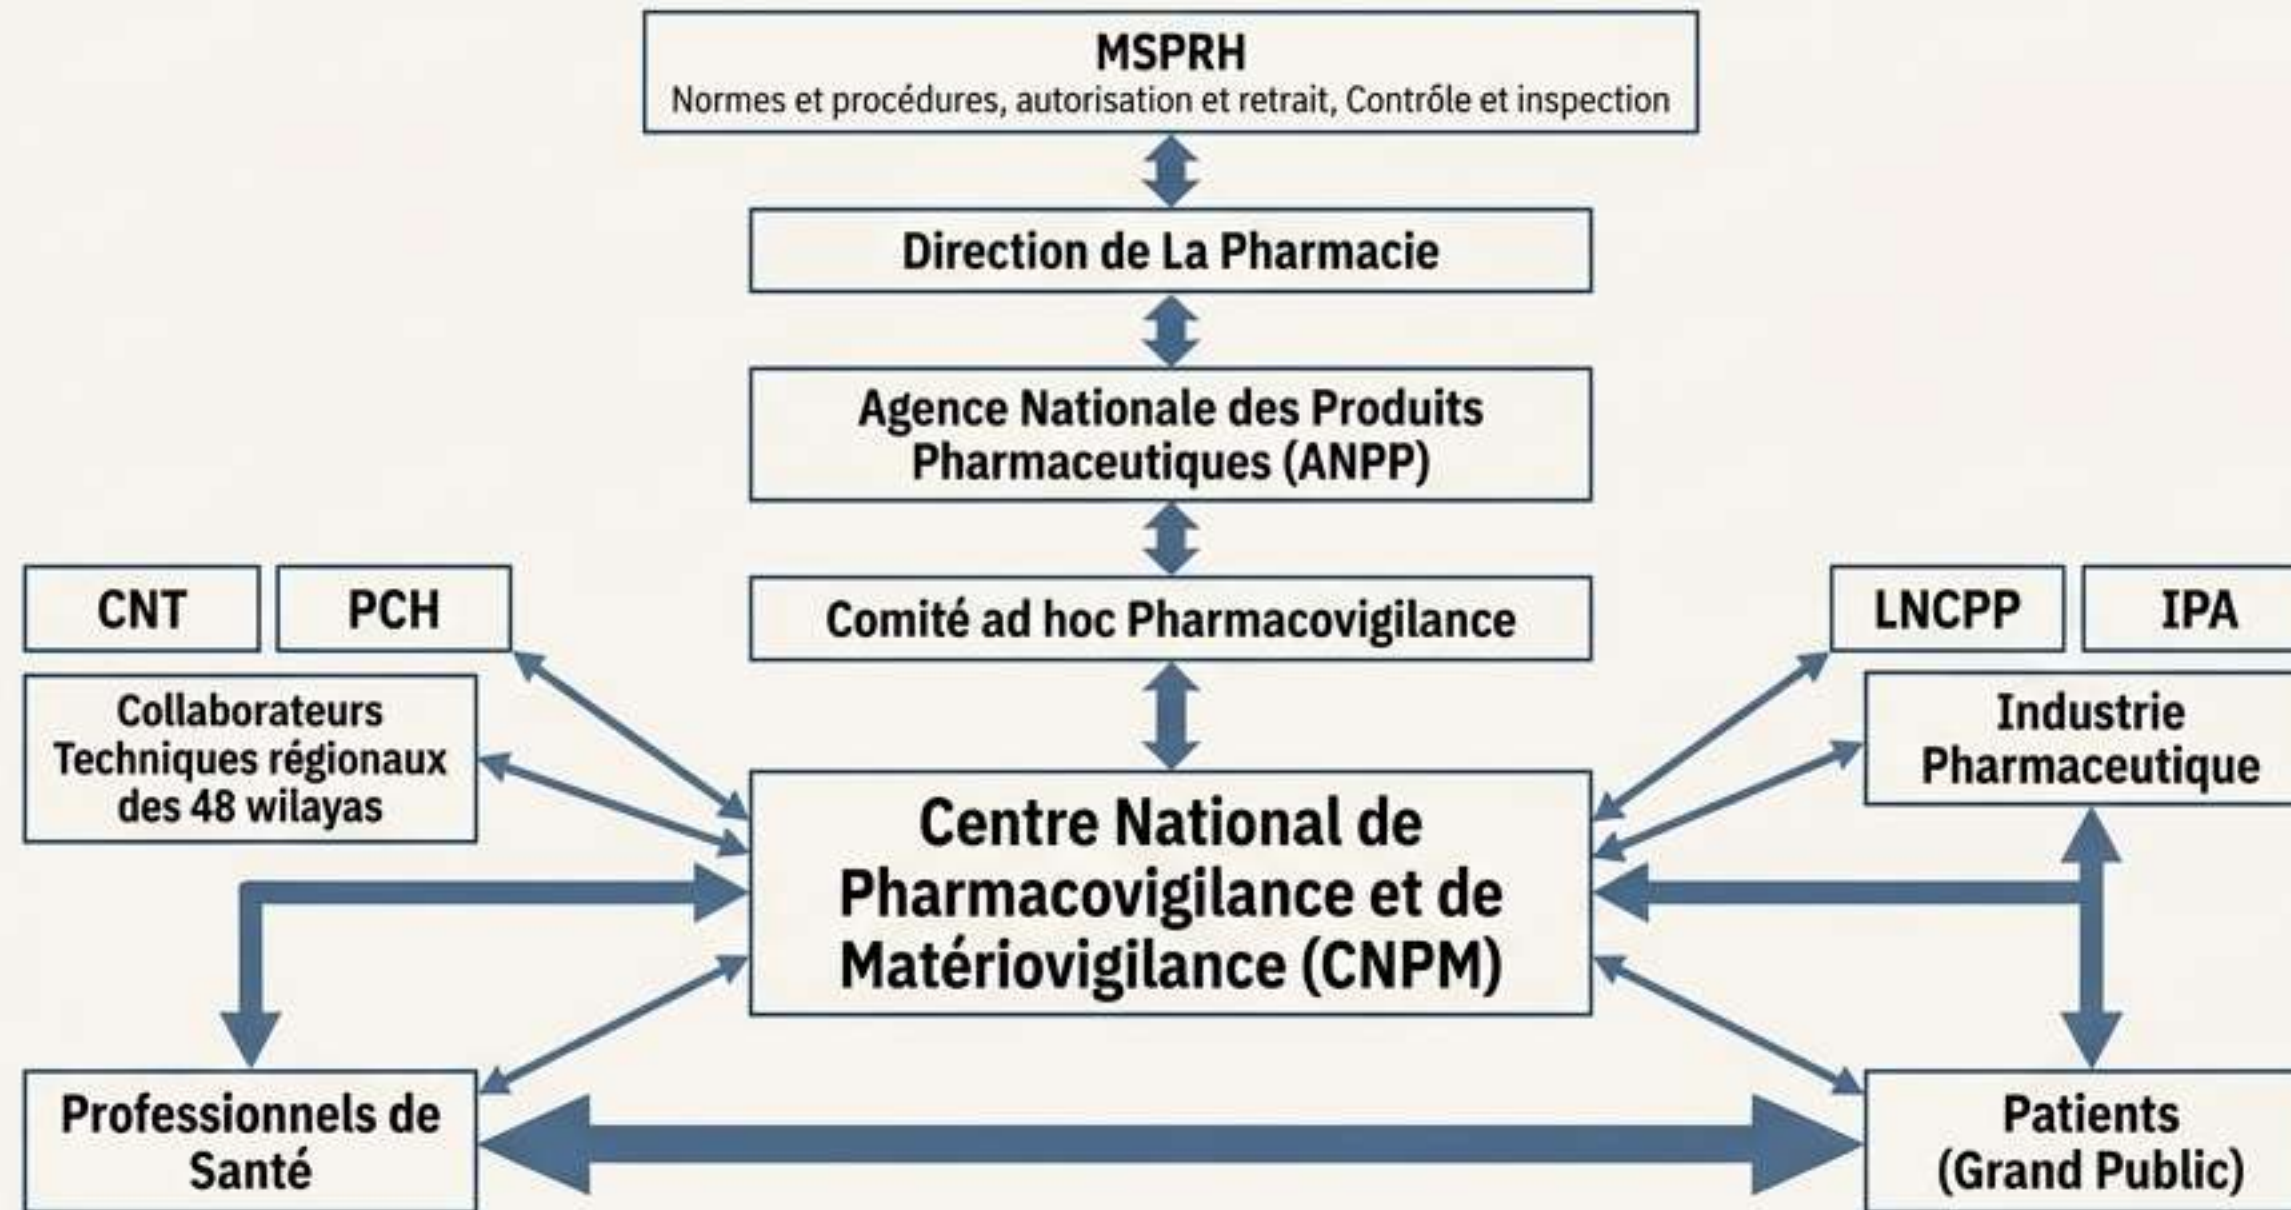 MSPRH
Normes et procédures, autorisation et retrait, Contrôle et inspection
Direction de La Pharmacie
Agence Nationale des Produits
Pharmaceutiques (ANPP)
CNT
PCH
Comité ad hoc Pharmacovigilance
LNCPP
IPA
Collaborateurs
Techniques régionaux
des 48 wilayas
Industrie
Pharmaceutique
Centre National de
Pharmacovigilance et de
Matériovigilance (CNPM)
Professionnels de
Santé
Patients
(Grand Public)